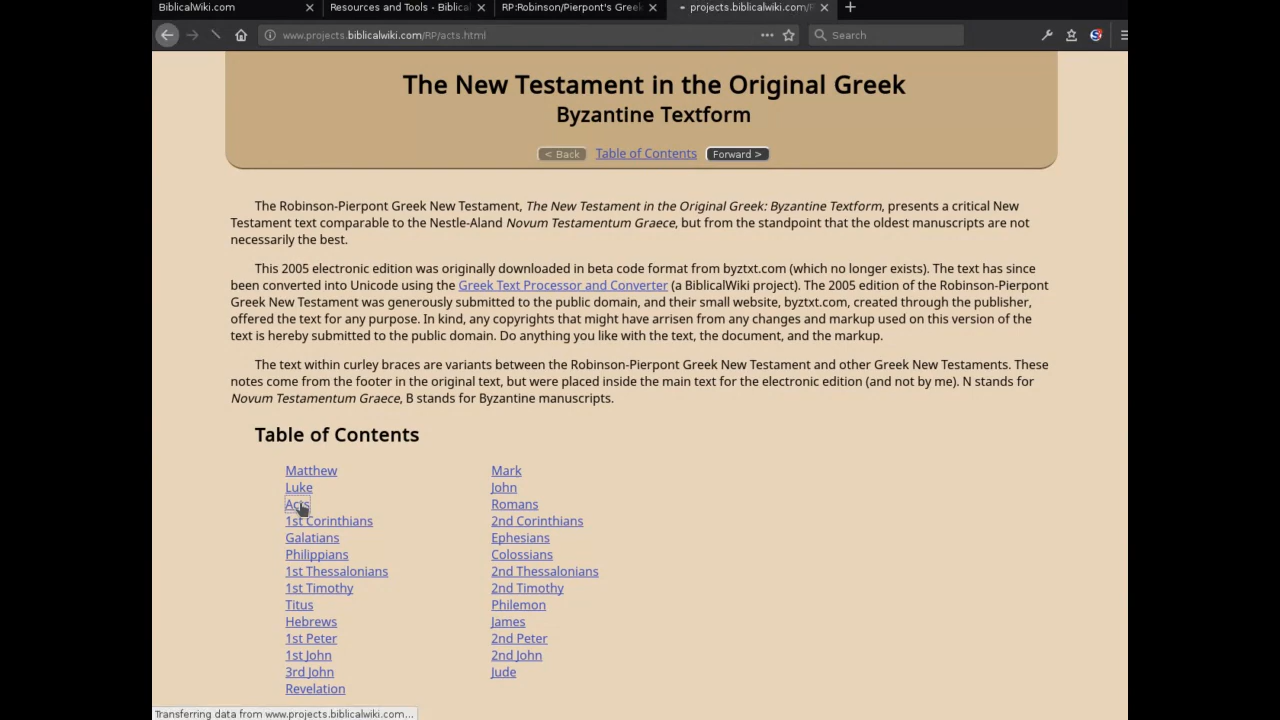 BiblicalWiki.com
Resources and Tools - Biblical
RP:Robinson/Pierpont's Greek
projects.biblicalwiki.com/R
www.projects.biblicalwiki.com/RP/acts.html
Search
The New Testament in the Original Greek
Byzantine Textform
< Back Table of Contents Forward >
The Robinson-Pierpont Greek New Testament, The New Testament in the Original Greek: Byzantine Textform, presents a critical New
Testament text comparable to the Nestle-Aland Novum Testamentum Graece, but from the standpoint that the oldest manuscripts are not
necessarily the best.
This 2005 electronic edition was originally downloaded in beta code format from byztxt.com (which no longer exists). The text has since
been converted into Unicode using the Greek Text Processor and Converter (a BiblicalWiki project). The 2005 edition of the Robinson-Pierpont
Greek New Testament was generously submitted to the public domain, and their small website, byztxt.com, created through the publisher,
offered the text for any purpose. In kind, any copyrights that might have arrisen from any changes and markup used on this version of the
text is hereby submitted to the public domain. Do anything you like with the text, the document, and the markup.
The text within curley braces are variants between the Robinson-Pierpont Greek New Testament and other Greek New Testaments. These
notes come from the footer in the original text, but were placed inside the main text for the electronic edition (and not by me). N stands for
Novum Testamentum Graece, B stands for Byzantine manuscripts.
Table of Contents
Matthew Mark
Luke John
Acts Romans
1st Corinthians 2nd Corinthians
Galatians Ephesians
Philippians Colossians
1st Thessalonians 2nd Thessalonians
1st Timothy 2nd Timothy
Titus Philemon
Hebrews James
1st Peter 2nd Peter
1st John 2nd John
3rd John Jude
Revelation
Transferring data from www.projects.biblicalwiki.com...